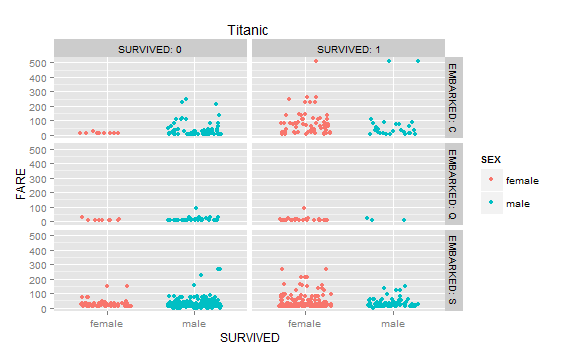 Titanic
SURVIVED: 0
SURVIVED: 1
500
400
300
200
100
0
EMBARKED: C
500
400
300
200
100
0
EMBARKED: Q
500
400
300
200
100
0
EMBARKED: S
FARE
female
male
female
male
SURVIVED
SEX
female
male